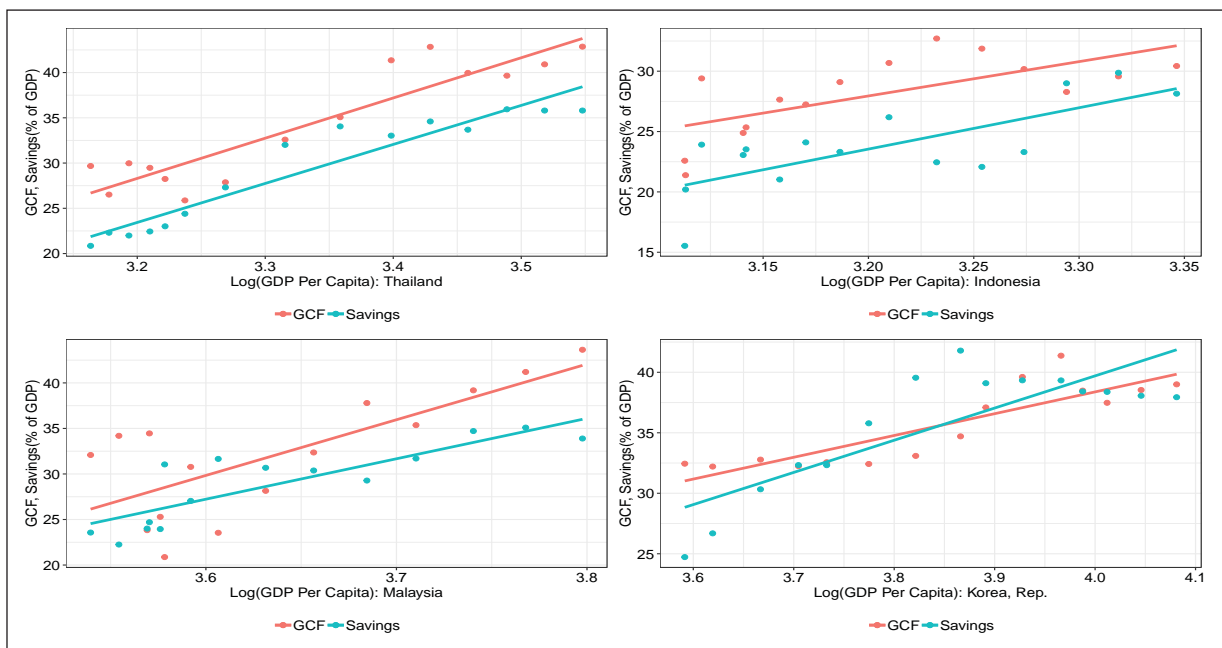 GCF, Savings(% of GDP)
40
35
30
25
20
3.2 3.3 3.4 3.5
Log(GDP Per Capita): Thailand
GCF Savings
GCF, Savings(% of GDP)
30
25
20
15
3.15 3.20 3.25 3.30 3.35
Log(GDP Per Capita): Indonesia
GCF Savings
GCF, Savings(% of GDP)
40
35
30
25
20
3.6 3.7 3.8
Log(GDP Per Capita): Malaysia
GCF Savings
GCF, Savings(% of GDP)
40
35
30
25
3.6 3.7 3.8 3.9 4.0 4.1
Log(GDP Per Capita): Korea, Rep.
GCF Savings